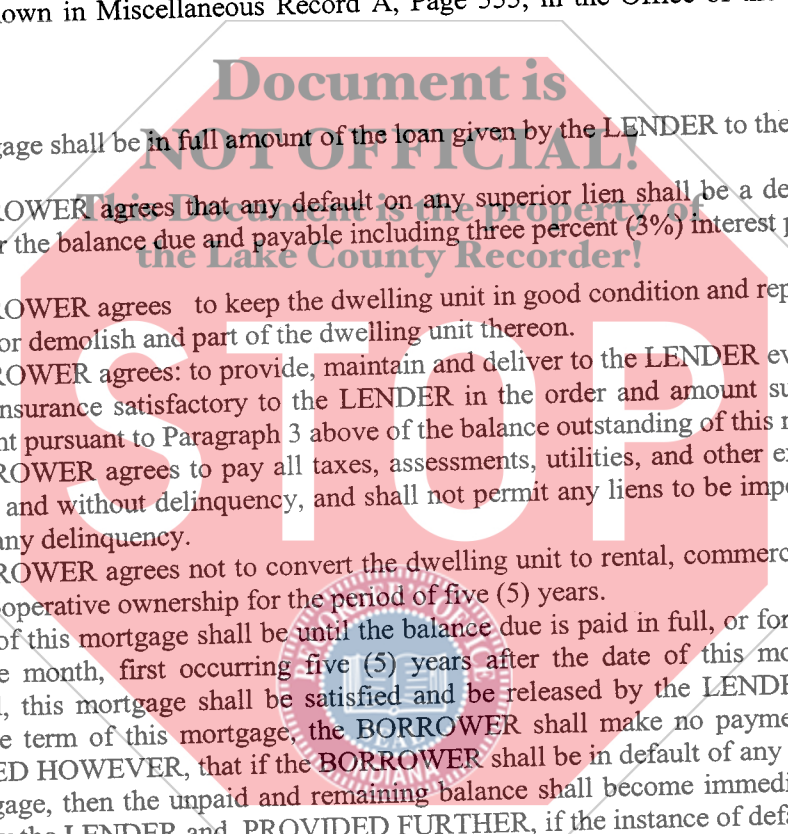 own in Miscellaneous Record A, Page 555, in the Office of the
Document is
gage shall be in full amount of the loan given by the LENDER to the
NOT OFFICIAL!
ROWER agrees that any default on any superior lien shall be a de
This Document is the property of
r the balance due and payable including three percent (3%) interest p
the Lake County Recorder!
ROWER agrees to keep the dwelling unit in good condition and rep
or demolish and part of the dwelling unit thereon.
STOP
ROWER agrees: to provide, maintain and deliver to the LENDER ev
nsurance satisfactory to the LENDER in the order and amount su
nt pursuant to Paragraph 3 above of the balance outstanding of this
ROWER agrees to pay all taxes, assessments, utilities, and other ex
and without delinquency, and shall not permit any liens to be impo
any delinquency.
ROWER agrees not to convert the dwelling unit to rental, commerc
operative ownership for the period of five (5) years.
of this mortgage shall be until the balance due is paid in full, or for
e month, first occurring five (5) years after the date of this mo
, this mortgage shall be satisfied and be released by the LENDE
e term of this mortgage, the BORROWER shall make no payme
ED HOWEVER, that if the BORROWER shall be in default of any
gage, then the unpaid and remaining balance shall become immedi
the LENDER and PROVIDED FURTHER, if the instance of defa
RECORDER'S OFFICE
INDIANA